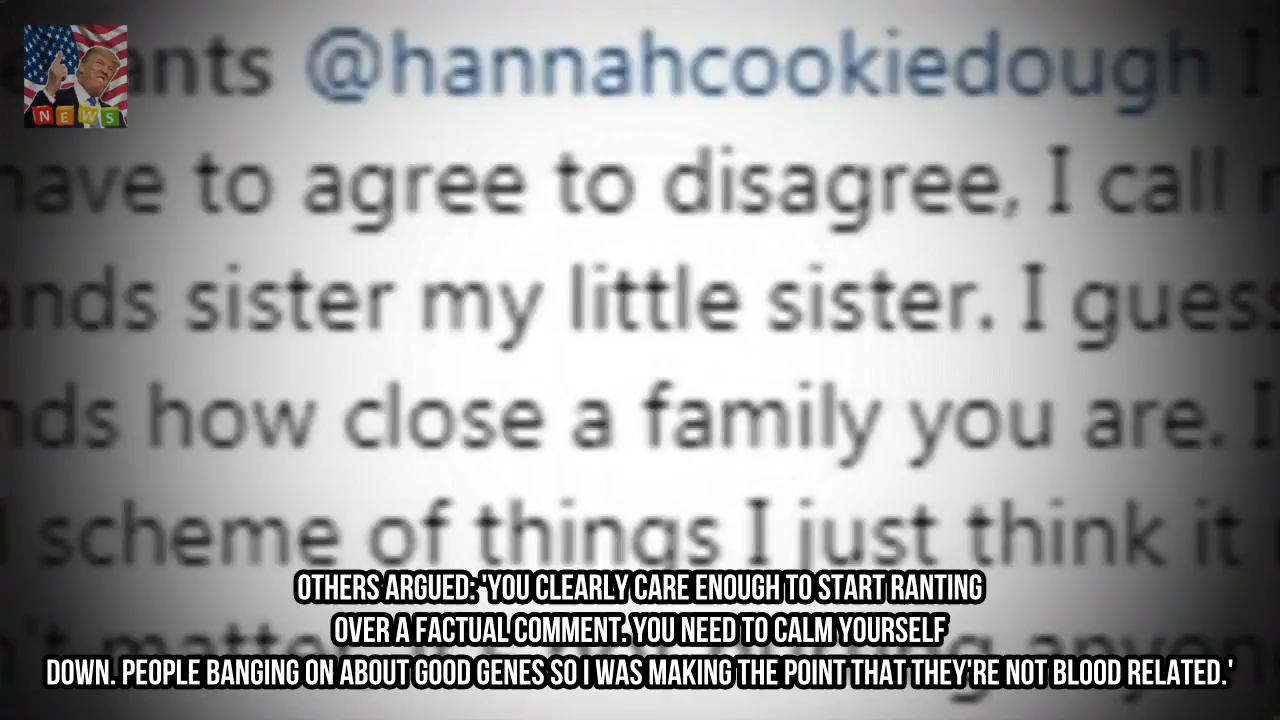 NEWS
ants @hannahcookiedough I
have to agree to disagree, I call
ands sister my little sister. I guess
nds how close a family you are. I
scheme of things I just think it
OTHERS ARGUED: 'YOU CLEARLY CARE ENOUGH TO START RANTING
OVER A FACTUAL COMMENT. YOU NEED TO CALM YOURSELF
DOWN. PEOPLE BANGING ON ABOUT GOOD GENES SO I WAS MAKING THE POINT THAT THEY'RE NOT BLOOD RELATED.'